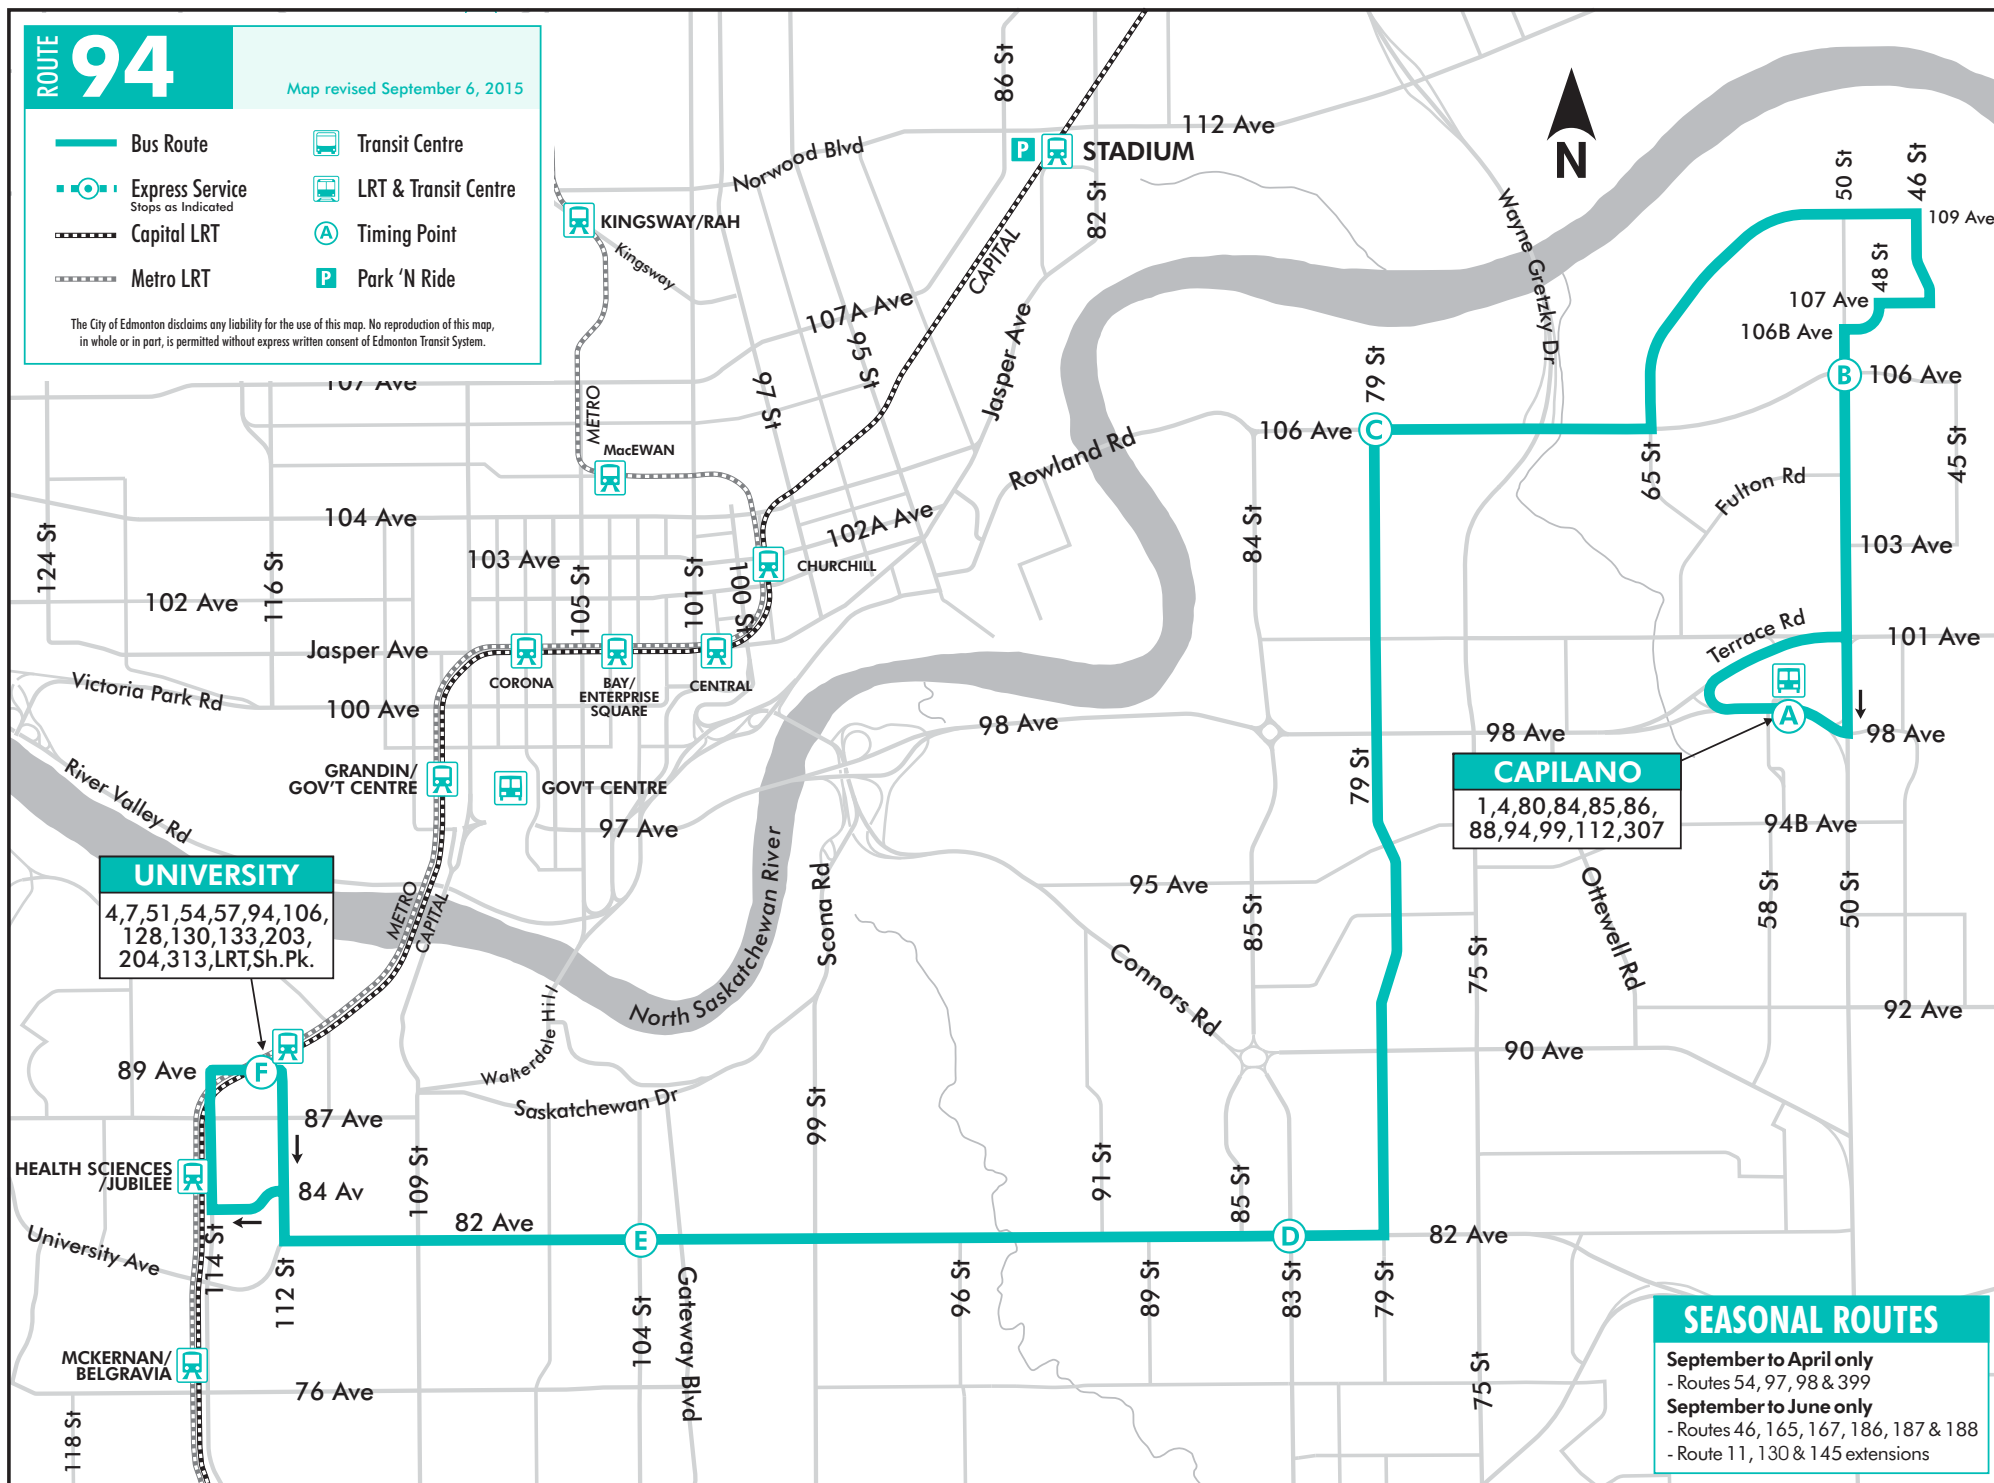 ROUTE 94
Map revised September 6, 2015
Bus Route
Transit Centre
Express Service
Stops as Indicated
LRT & Transit Centre
Capital LRT
A Timing Point
Metro LRT
P Park 'N Ride
The City of Edmonton disclaims any liability for the use of this map. No reproduction of this map,
in whole or in part, is permitted without express written consent of Edmonton Transit System.
86 St
112 Ave
P STADIUM
Norwood Blvd
82 St
N
50 St
46 St
109 Ave
KINGSWAY/RAH
Kingsway
CAPITAL
Wayne Gretzky Dr
48 St
107 Ave
106B Ave
107A Ave
95 St
Jasper Ave
107 Ave
97 St
METRO
79 St
B
106 Ave
106 Ave
C
Rowland Rd
MacEWAN
65 St
45 St
Fulton Rd
104 Ave
102A Ave
84 St
103 Ave
124 St
116 St
103 Ave
105 St
101 St
100 St
CHURCHILL
102 Ave
Jasper Ave
Terrace Rd
101 Ave
CORONA
BAY/
ENTERPRISE
SQUARE
CENTRAL
Victoria Park Rd
100 Ave
98 Ave
98 Ave
A
98 Ave
79 St
CAPILANO
1,4,80,84,85,86,
88,94,99,112,307
River Valley Rd
GRANDIN/
GOV'T CENTRE
GOV'T CENTRE
97 Ave
94B Ave
UNIVERSITY
4,7,51,54,57,94,106,
128,130,133,203,
204,313,LRT,Sh.Pk.
METRO
CAPITAL
North Saskatchewan River
Scona Rd
95 Ave
85 St
Connors Rd
75 St
Ottewell Rd
58 St
50 St
92 Ave
90 Ave
Walterdale Hill
Saskatchewan Dr
89 Ave
F
87 Ave
99 St
HEALTH SCIENCES
/JUBILEE
84 Av
109 St
91 St
85 St
82 Ave
E
D
82 Ave
University Ave
114 St
112 St
104 St
Gateway Blvd
96 St
89 St
83 St
79 St
75 St
MCKERNAN/
BELGRAVIA
76 Ave
118 St
SEASONAL ROUTES
September to April only
- Routes 54, 97, 98 & 399
September to June only
- Routes 46, 165, 167, 186, 187 & 188
- Route 11, 130 & 145 extensions